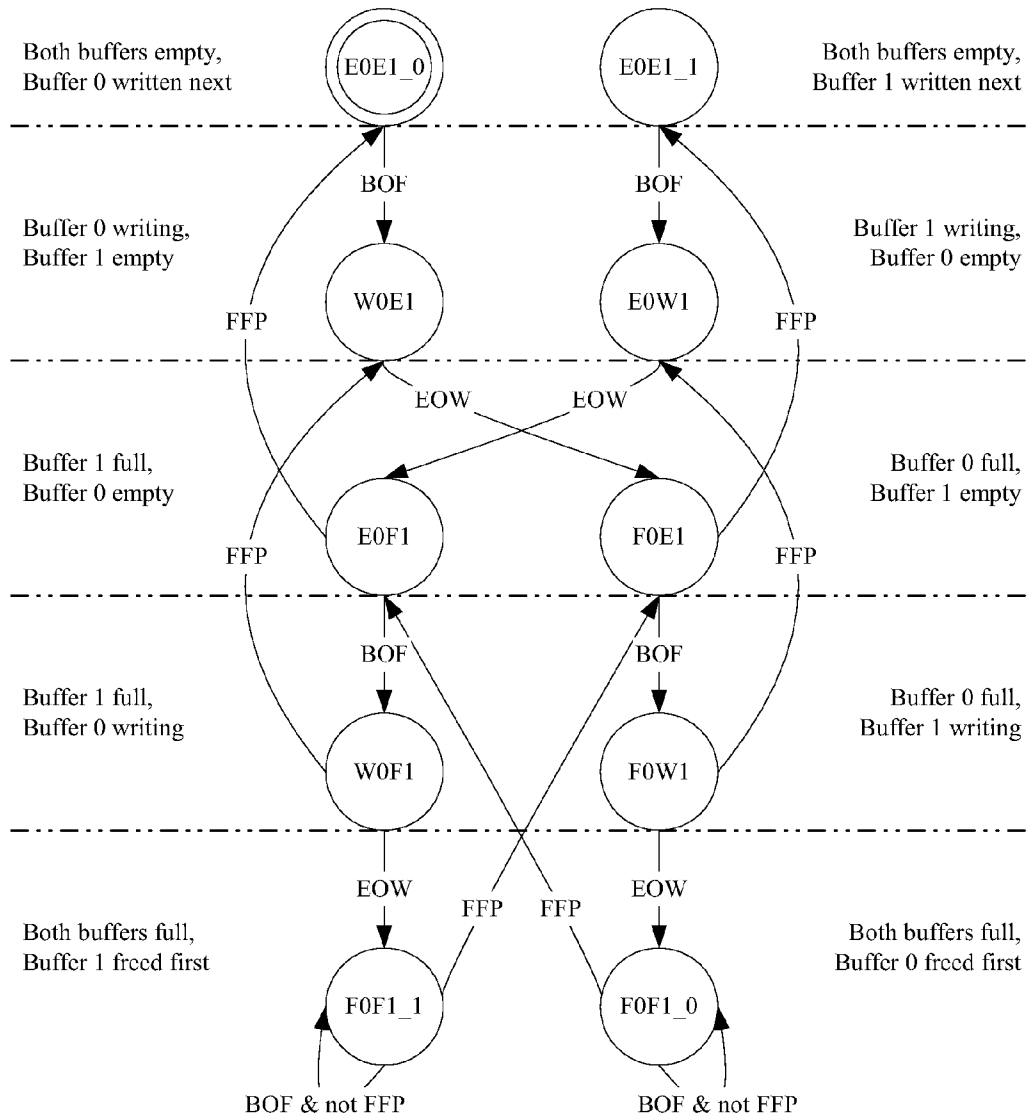 Both buffers empty,
Buffer 0 written next
E0E1_0
E0E1_1
Both buffers empty,
Buffer 1 written next
BOF
BOF
Buffer 0 writing,
Buffer 1 empty
Buffer 1 writing,
Buffer 0 empty
W0E1
E0W1
FFP
FFP
EOW
EOW
Buffer 1 full,
Buffer 0 empty
Buffer 0 full,
Buffer 1 empty
E0F1
F0E1
FFP
FFP
BOF
BOF
Buffer 1 full,
Buffer 0 writing
Buffer 0 full,
Buffer 1 writing
W0F1
F0W1
EOW
FFP
FFP
EOW
Both buffers full,
Buffer 1 freed first
Both buffers full,
Buffer 0 freed first
F0F1_1
F0F1_0
BOF & not FFP
BOF & not FFP